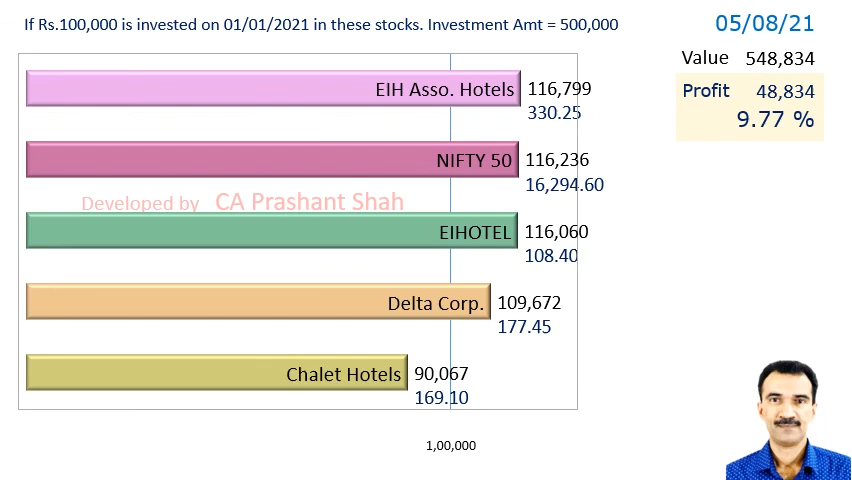 If Rs.100,000 is invested on 01/01/2021 in these stocks. Investment Amt = 500,000
05/08/21
Value 548,834
Profit 48,834
9.77 %
EIH Asso. Hotels 116,799
330.25
NIFTY 50 116,236
16,294.60
Developed by CA Prashant Shah
EIHOTEL 116,060
108.40
Delta Corp. 109,672
177.45
Chalet Hotels 90,067
169.10
1,00,000